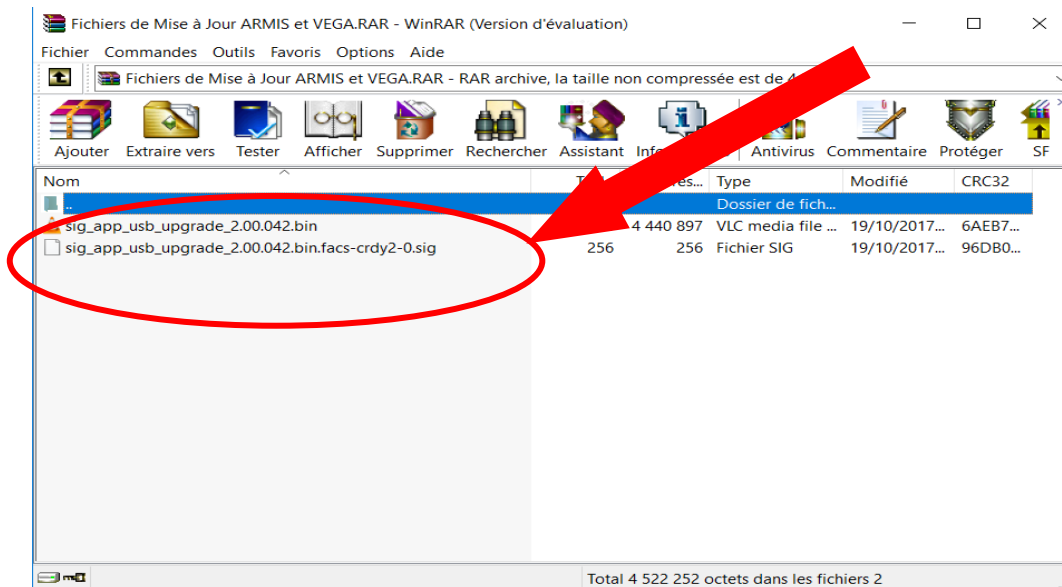 Fichiers de Mise à Jour ARMIS et VEGA.RAR - WinRAR (Version d'évaluation)
Fichier Commandes Outils Favoris Options Aide
Fichiers de Mise à Jour ARMIS et VEGA.RAR - RAR archive, la taille non compressée est de
Ajouter Extraire vers Tester Afficher Supprimer Rechercher Assistant Antivirus Commentaire Protéger SF
Nom Type Modifié CRC32
.. Dossier de fich...
sig_app_usb_upgrade_2.00.042.bin 4 440 897 VLC media file ... 19/10/2017... 6AEB7...
sig_app_usb_upgrade_2.00.042.bin.facs-crdy2-0.sig 256 256 Fichier SIG 19/10/2017... 96DB0...
Total 4 522 252 octets dans les fichiers 2